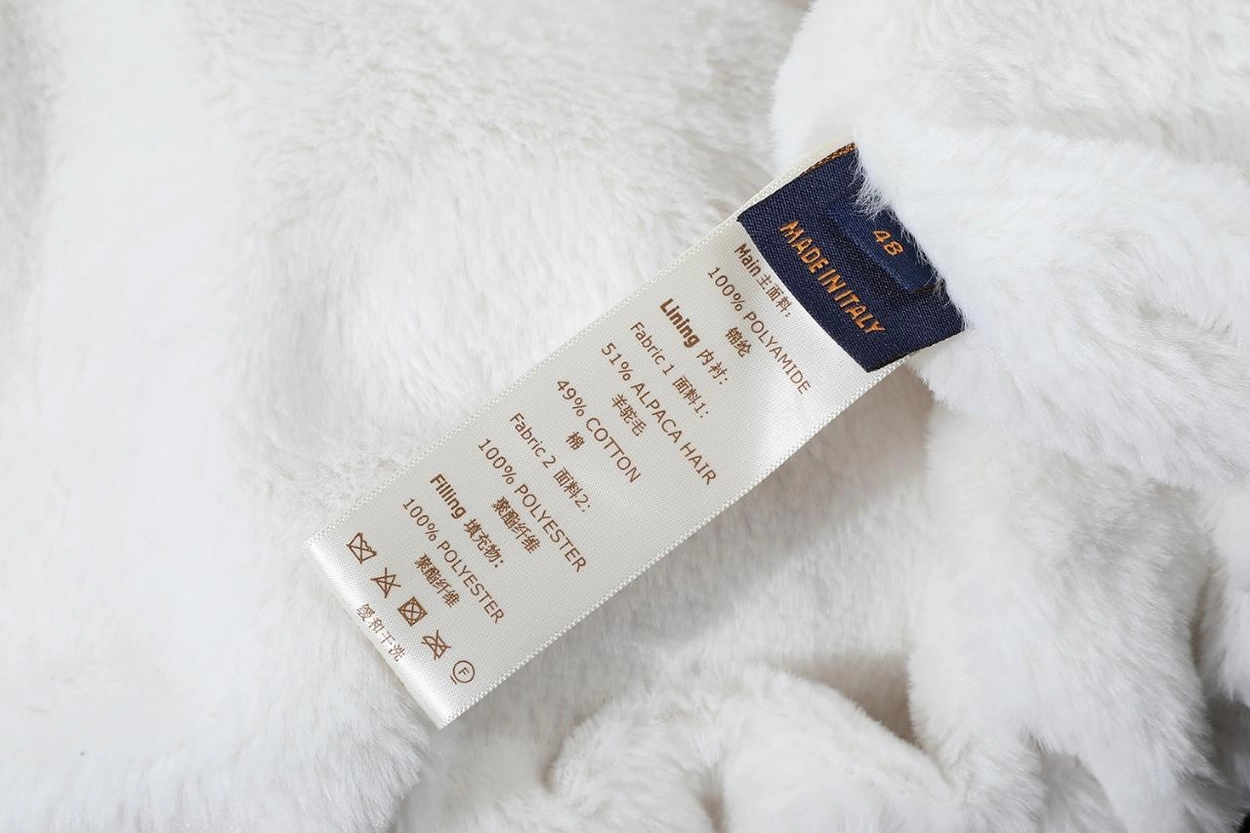 48
MADE IN ITALY
Main 主面料:
100% POLYAMIDE
锦纶
Lining 内衬:
Fabric 1 面料1:
51% ALPACA HAIR
羊驼毛
49% COTTON
棉
Fabric 2 面料2:
100% POLYESTER
聚酯纤维
Filling 填充物:
100% POLYESTER
聚酯纤维
F
缓和干洗